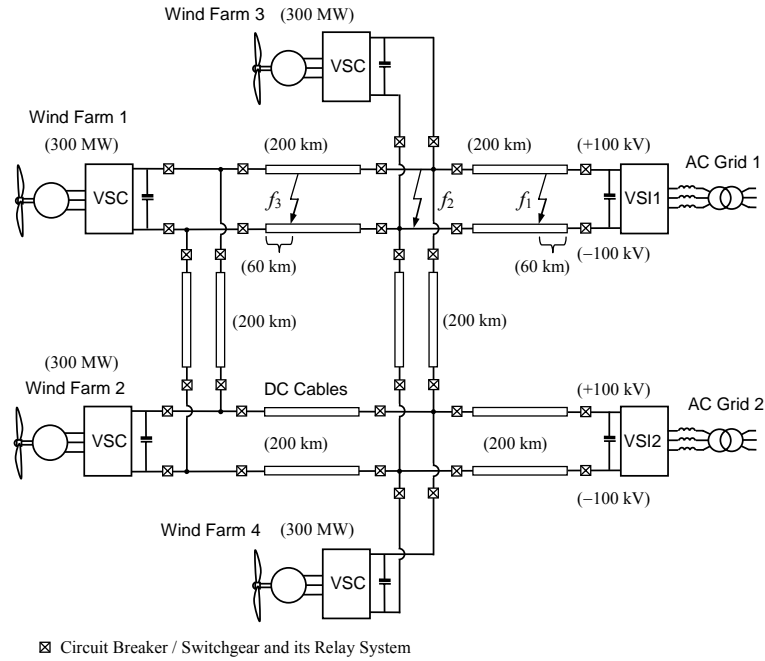 Wind Farm 3 (300 MW)
VSC
Wind Farm 1
(300 MW)
VSC
(200 km)
(200 km)
(+100 kV)
AC Grid 1
VSI1
f3
f2
f1
(60 km)
(60 km)
(−100 kV)
(200 km)
(200 km)
(300 MW)
Wind Farm 2
VSC
DC Cables
(+100 kV)
AC Grid 2
VSI2
(200 km)
(200 km)
(−100 kV)
Wind Farm 4
(300 MW)
VSC
Circuit Breaker / Switchgear and its Relay System